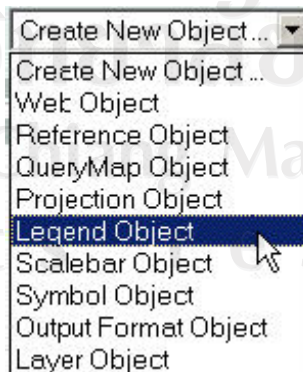 Create New Object...
Create New Object ...
Web Object
Reference Object
QueryMap Object
Projection Object
Legend Object
Scalebar Object
Symbol Object
Output Format Object
Layer Object